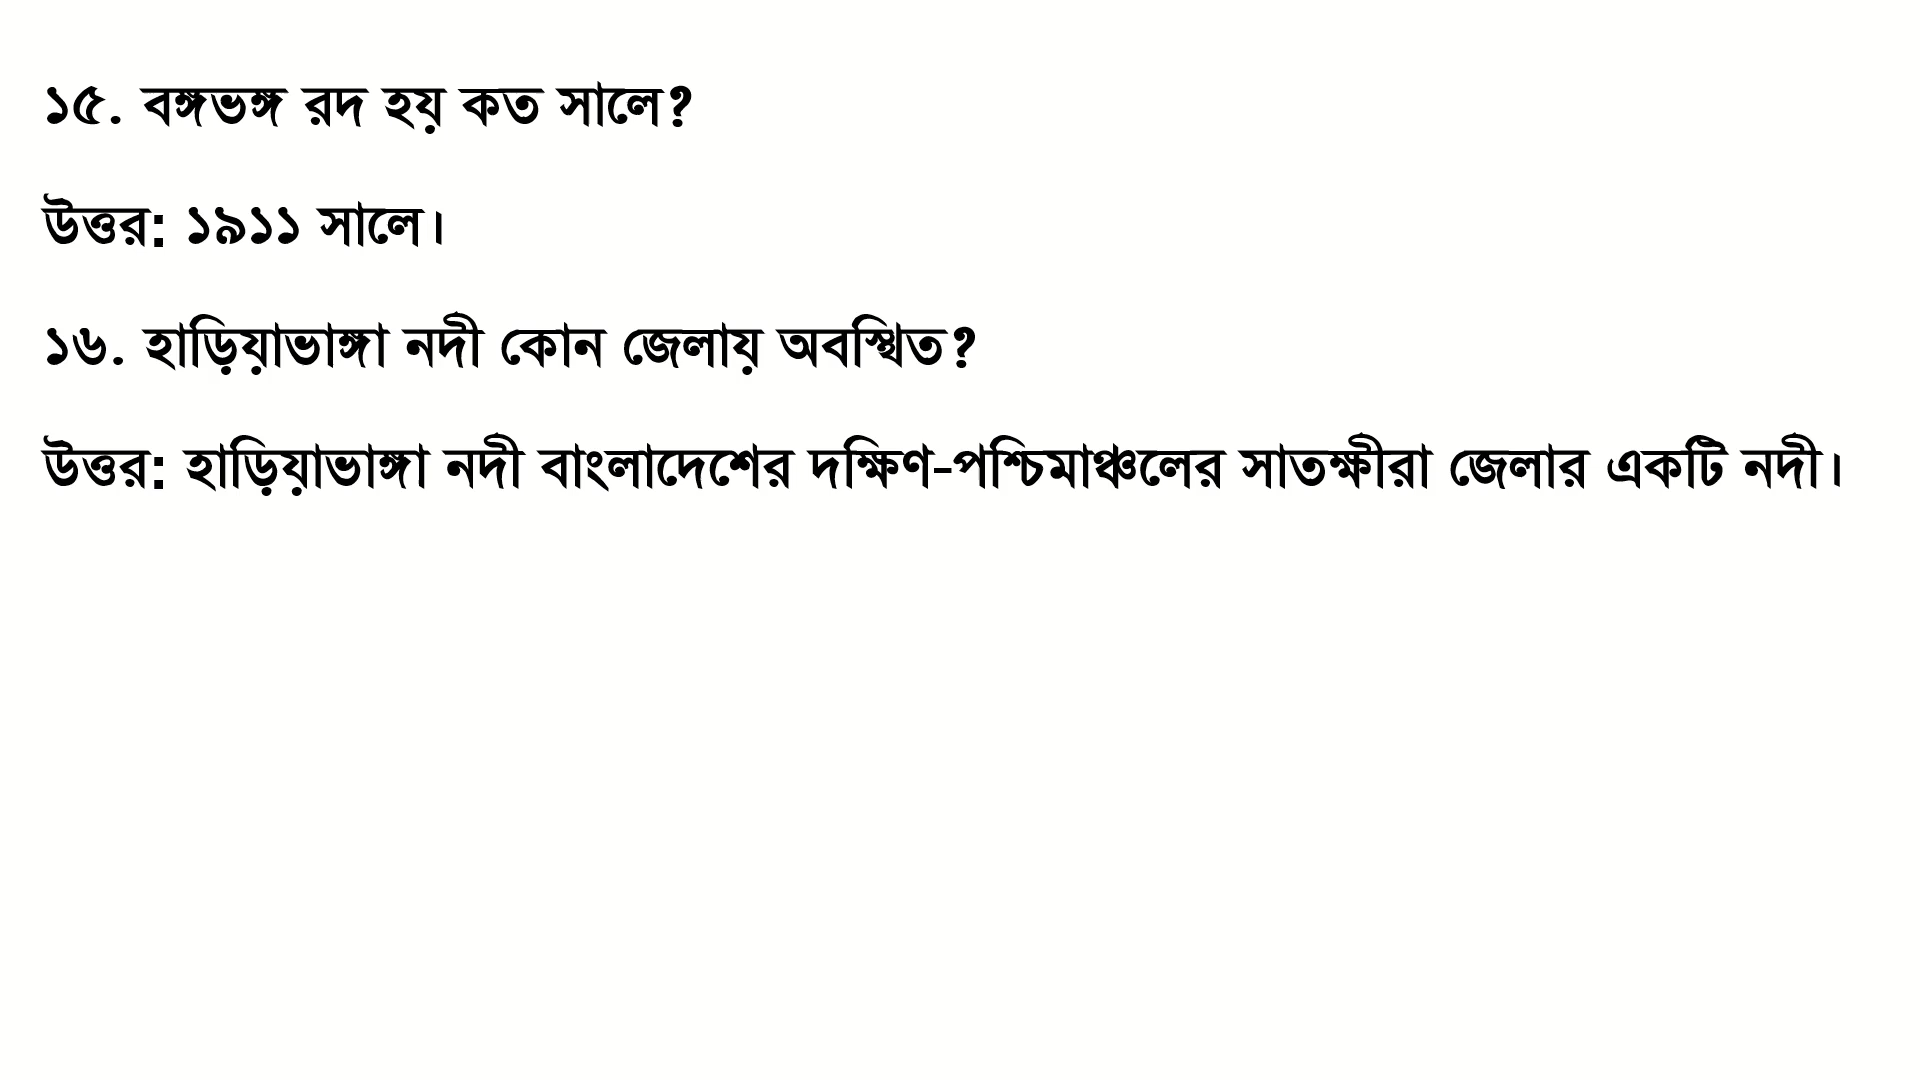 ১৫. বঙ্গভঙ্গ রদ হয় কত সালে?
উত্তর: ১৯১১ সালে।
১৬. হাড়িয়াভাঙ্গা নদী কোন জেলায় অবস্থিত?
উত্তর: হাড়িয়াভাঙ্গা নদী বাংলাদেশের দক্ষিণ-পশ্চিমাঞ্চলের সাতক্ষীরা জেলার একটি নদী।